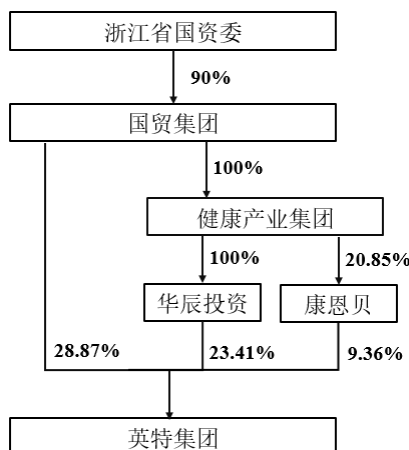 浙江省国资委
90%
国贸集团
100%
健康产业集团
100%
20.85%
华辰投资
康恩贝
28.87%
23.41%
9.36%
英特集团